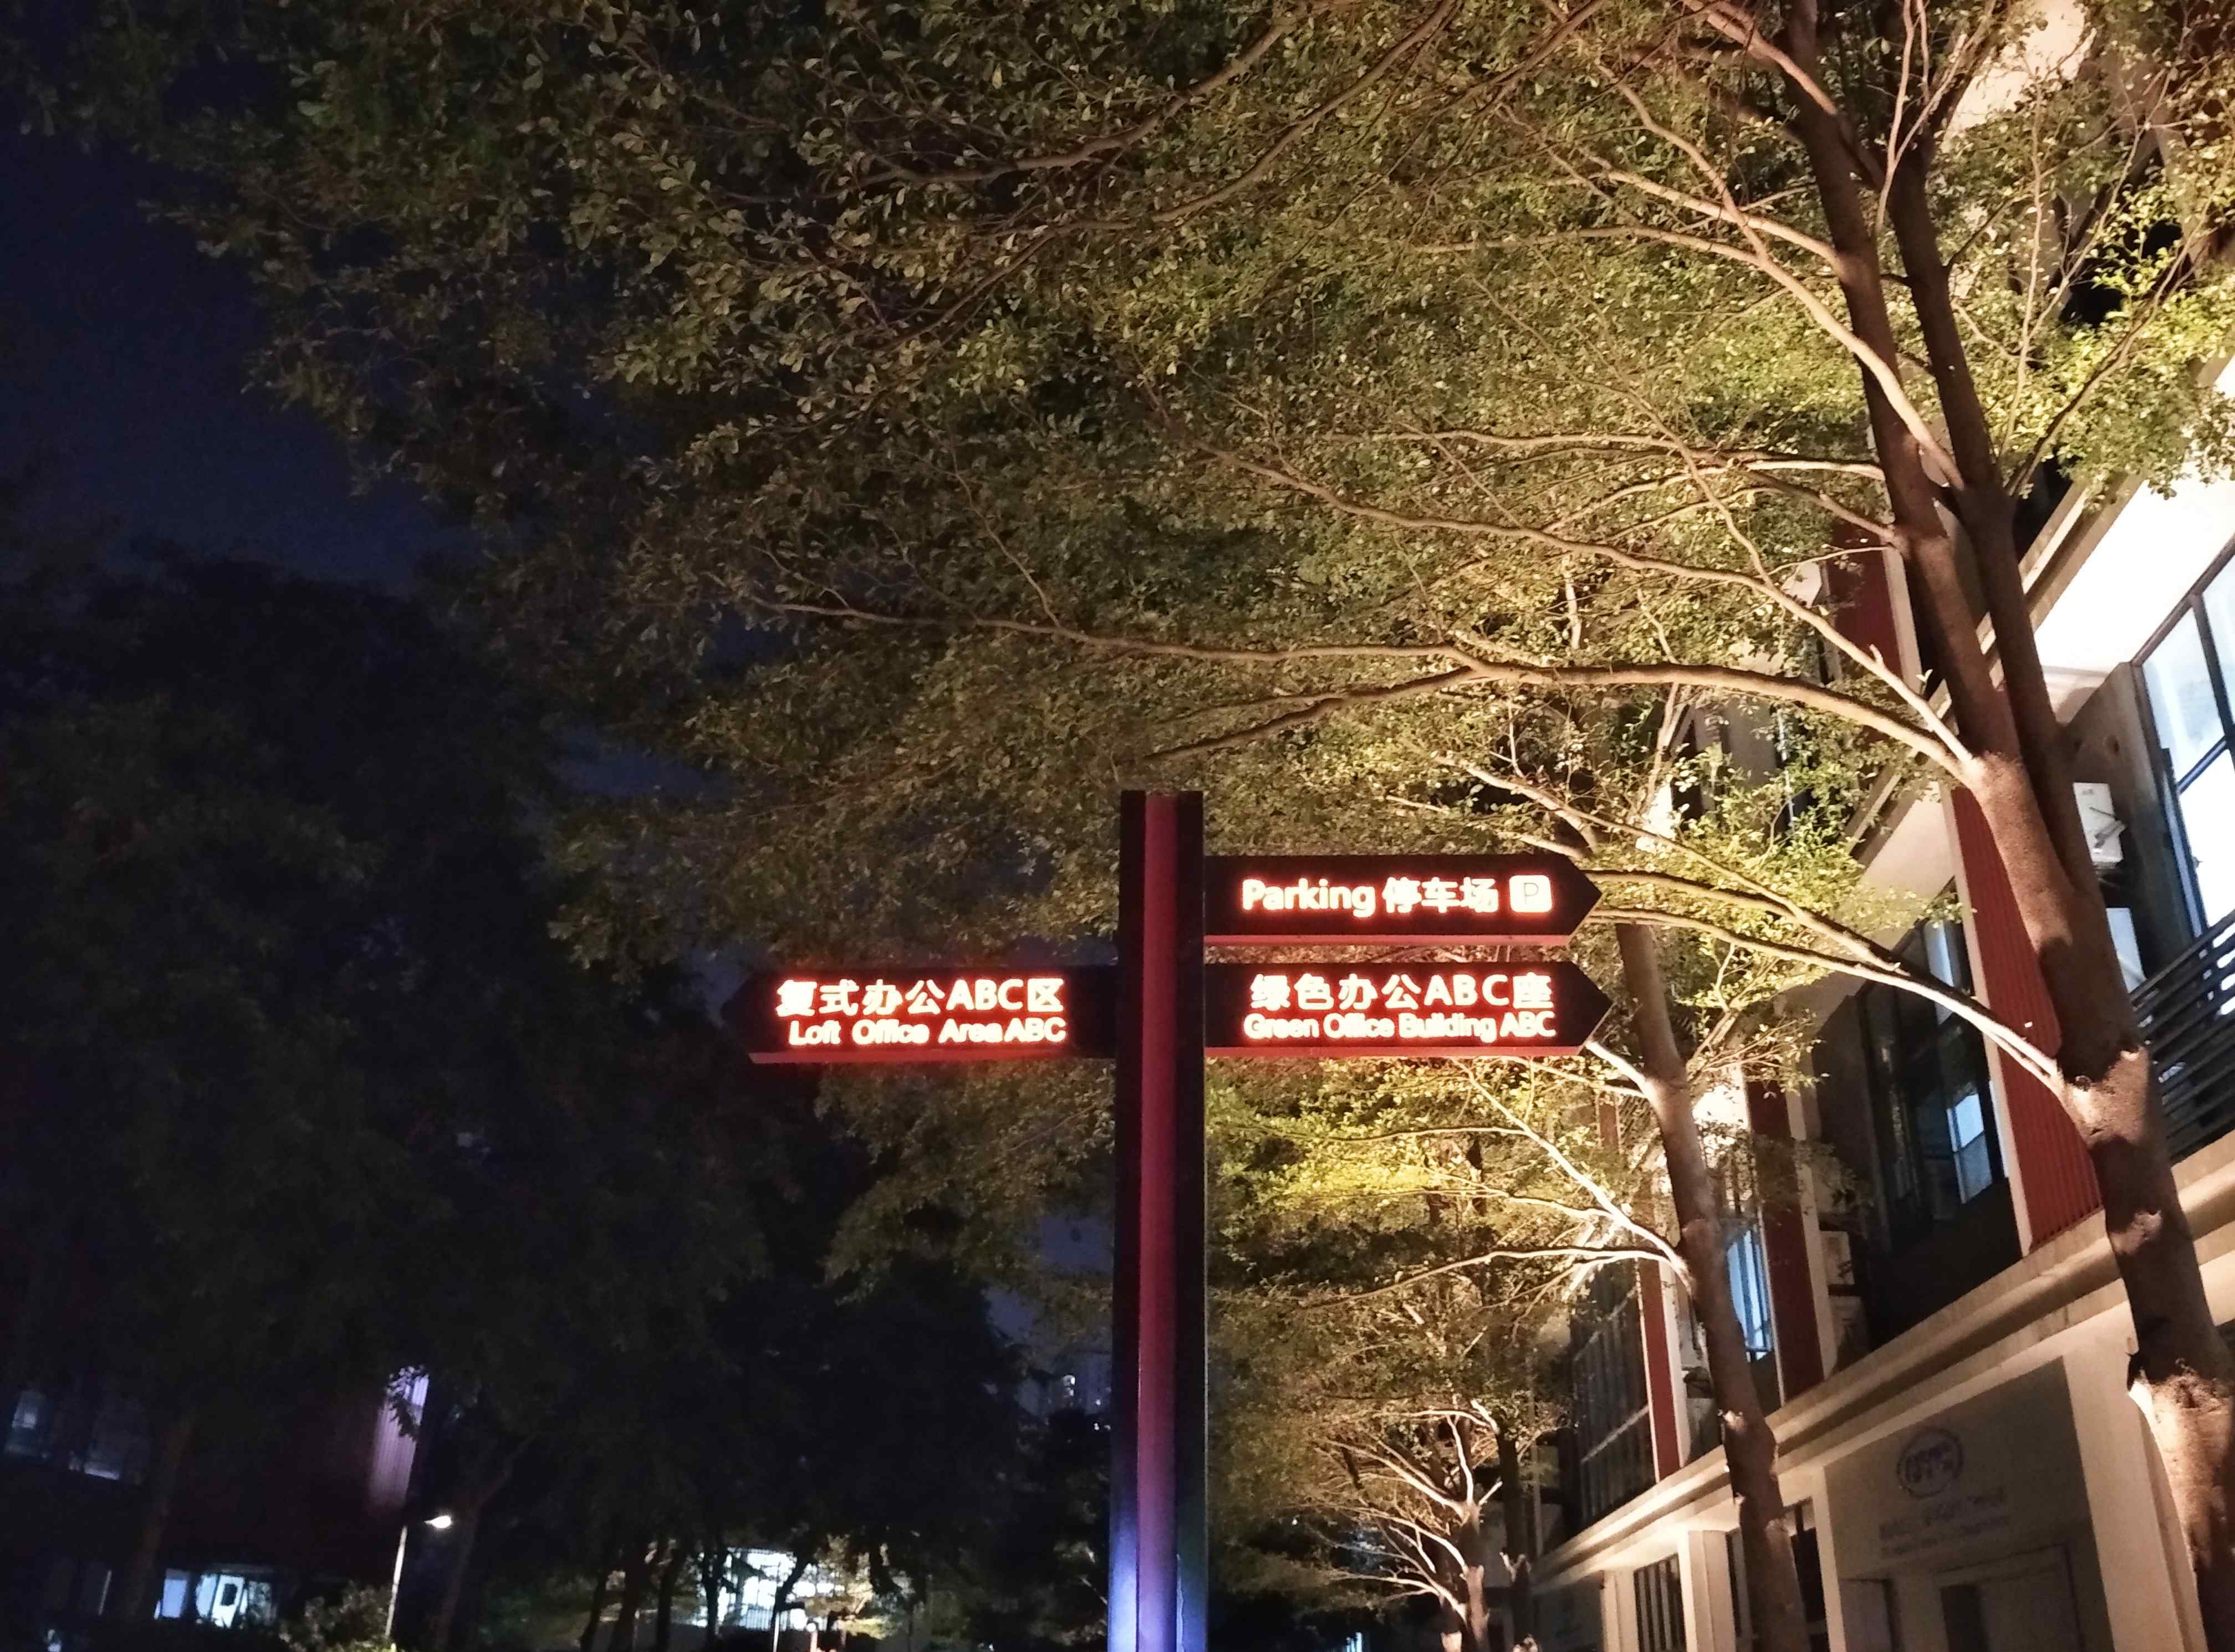 Parking 停车场 P
复式办公ABC区
Loft Office Area ABC
绿色办公ABC座
Green Office Building ABC